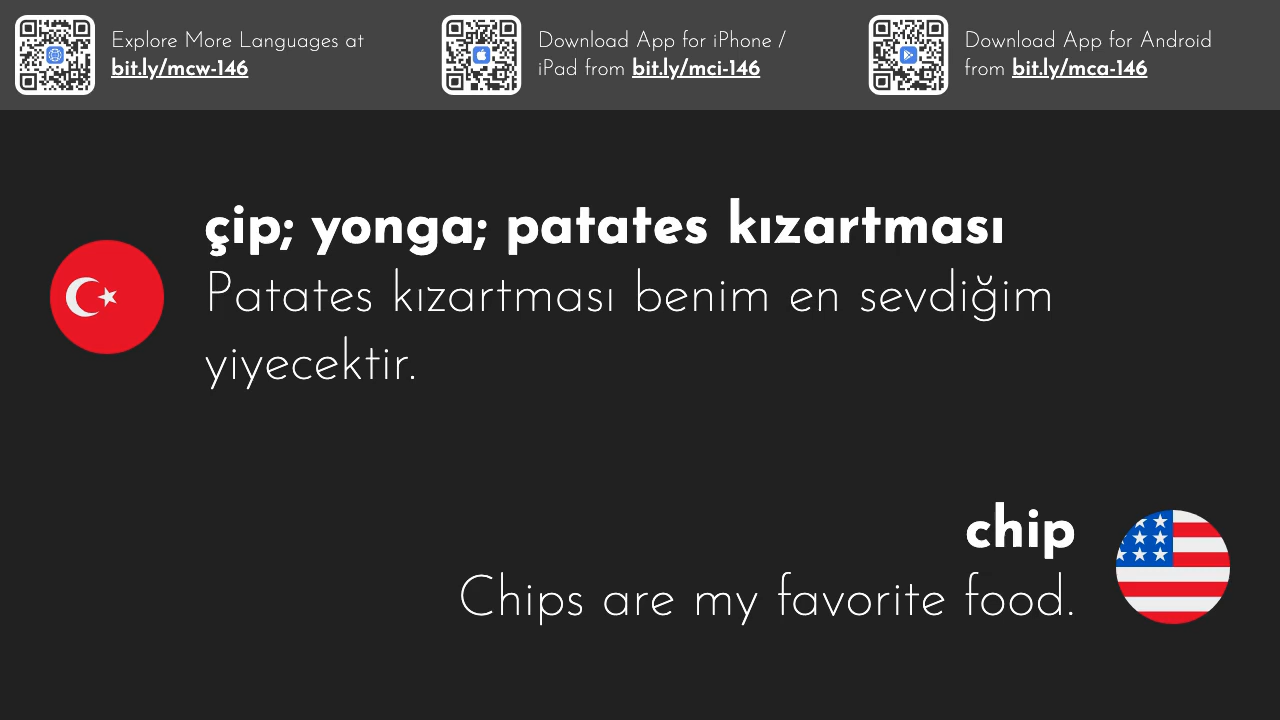 Explore More Languages at
bit.ly/mcw-146
Download App for iPhone /
iPad from bit.ly/mci-146
Download App for Android
from bit.ly/mca-146
çip; yonga; patates kızartması
Patates kızartması benim en sevdiğim
yiyecektir.
chip
Chips are my favorite food.